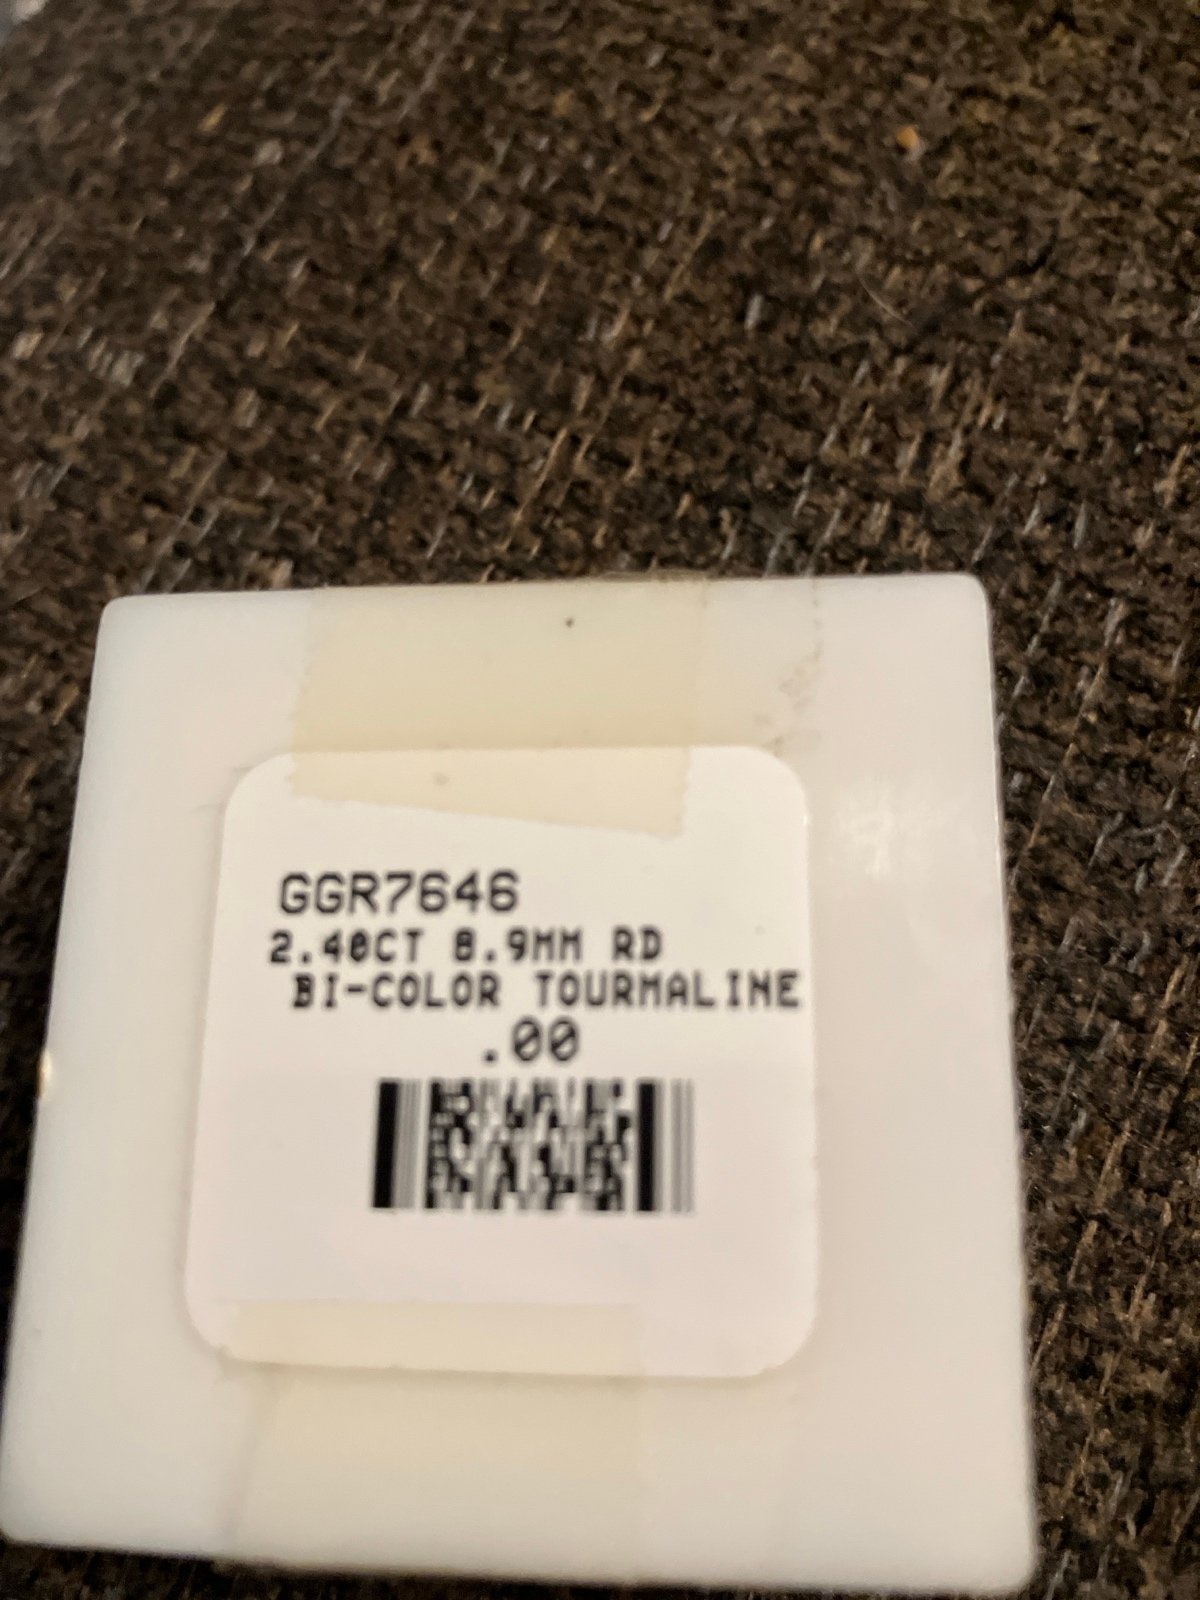 GGR7646
2.40CT 8.9MM RD
BI-COLOR TOURMALINE
.00